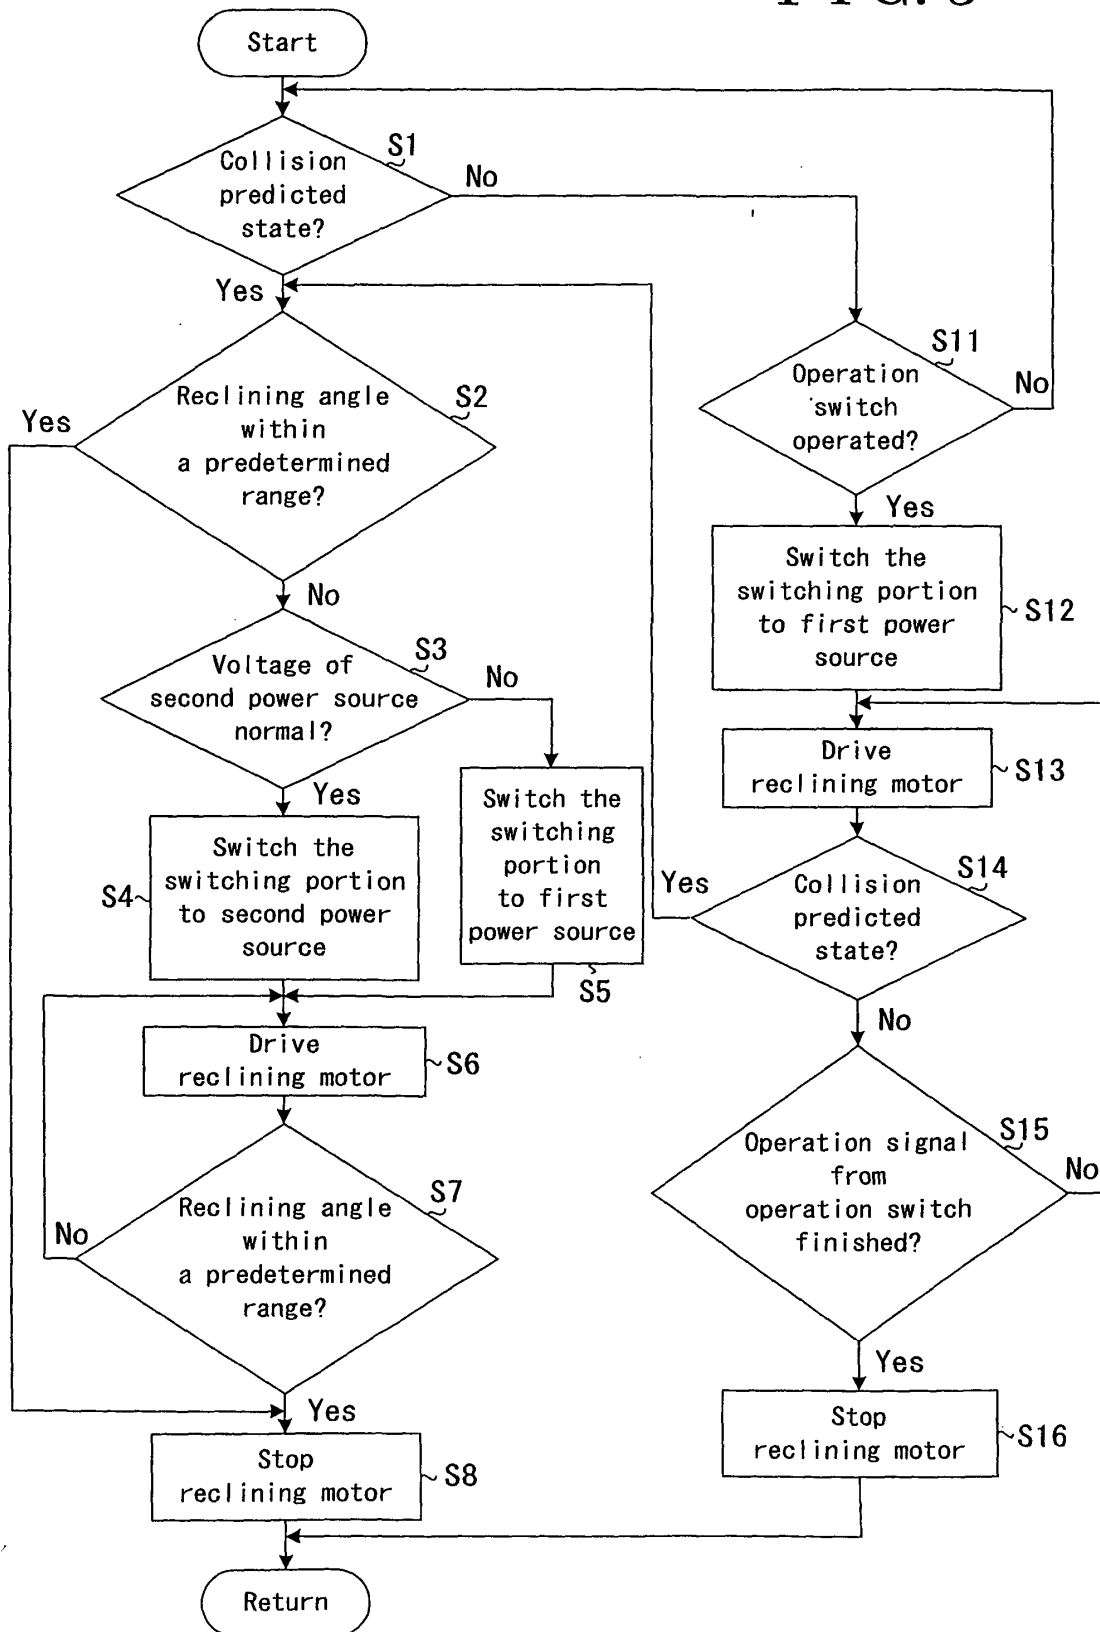 Start
Collision
predicted
state?
S1
No
Yes
Reclining angle
within
a predetermined
range?
S2
Yes
No
Voltage of
second power source
normal?
S3
No
Yes
Switch the
switching portion
to second power
source
S4
Switch the
switching
portion
to first
power source
S5
Drive
reclining motor
S6
Reclining angle
within
a predetermined
range?
S7
No
Yes
Stop
reclining motor
S8
Return
Operation
switch
operated?
S11
No
Yes
Switch the
switching portion
to first power
source
S12
Drive
reclining motor
S13
Collision
predicted
state?
S14
Yes
No
Operation signal
from
operation switch
finished?
S15
No
Yes
Stop
reclining motor
S16